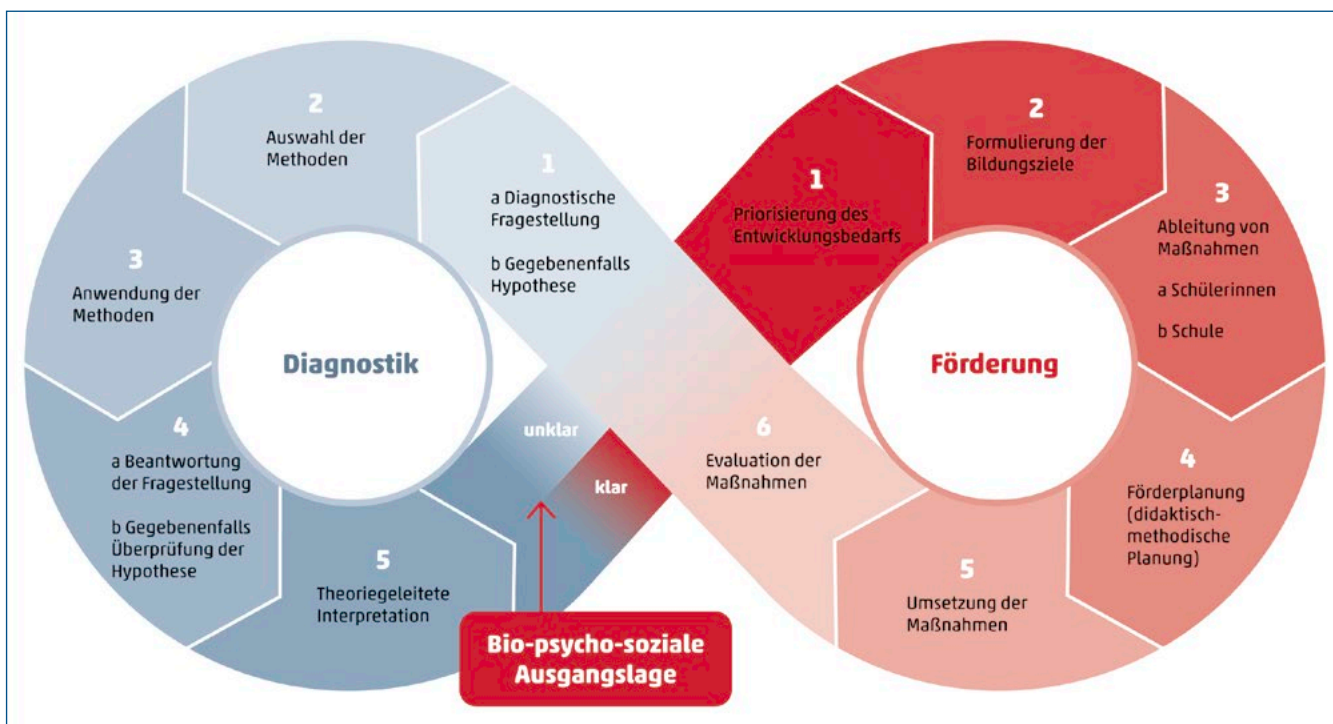 1
a Diagnostische
Fragestellung
b Gegebenenfalls
Hypothese
2
Auswahl der
Methoden
3
Anwendung der
Methoden
4
a Beantwortung
der Fragestellung
b Gegebenenfalls
Überprüfung der
Hypothese
5
Theoriegeleitete
Interpretation
Diagnostik
unklar
klar
Bio-psycho-soziale
Ausgangslage
1
Priorisierung des
Entwicklungsbedarfs
2
Formulierung der
Bildungsziele
3
Ableitung von
Maßnahmen
a Schülerinnen
b Schule
4
Förderplanung
(didaktisch-
methodische
Planung)
5
Umsetzung der
Maßnahmen
6
Evaluation der
Maßnahmen
Förderung